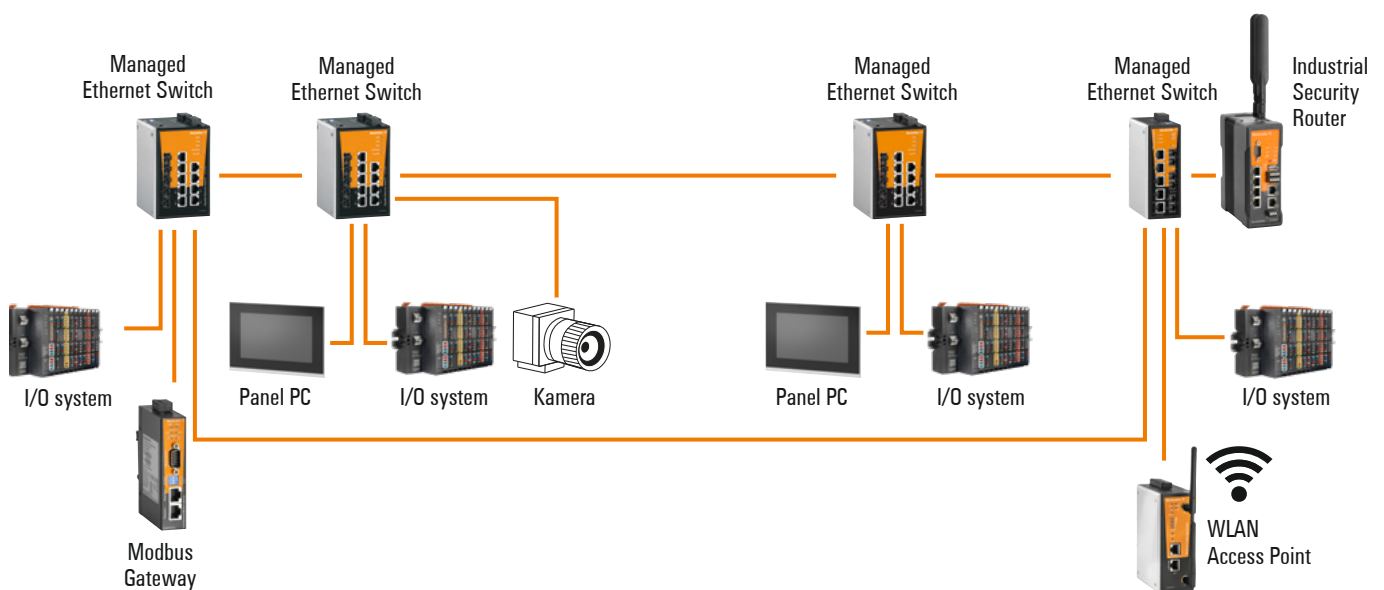 Managed
Ethernet Switch
Managed
Ethernet Switch
Managed
Ethernet Switch
Managed
Ethernet Switch
Industrial
Security
Router
I/O system
Panel PC
I/O system
Kamera
Panel PC
I/O system
I/O system
Modbus
Gateway
WLAN
Access Point